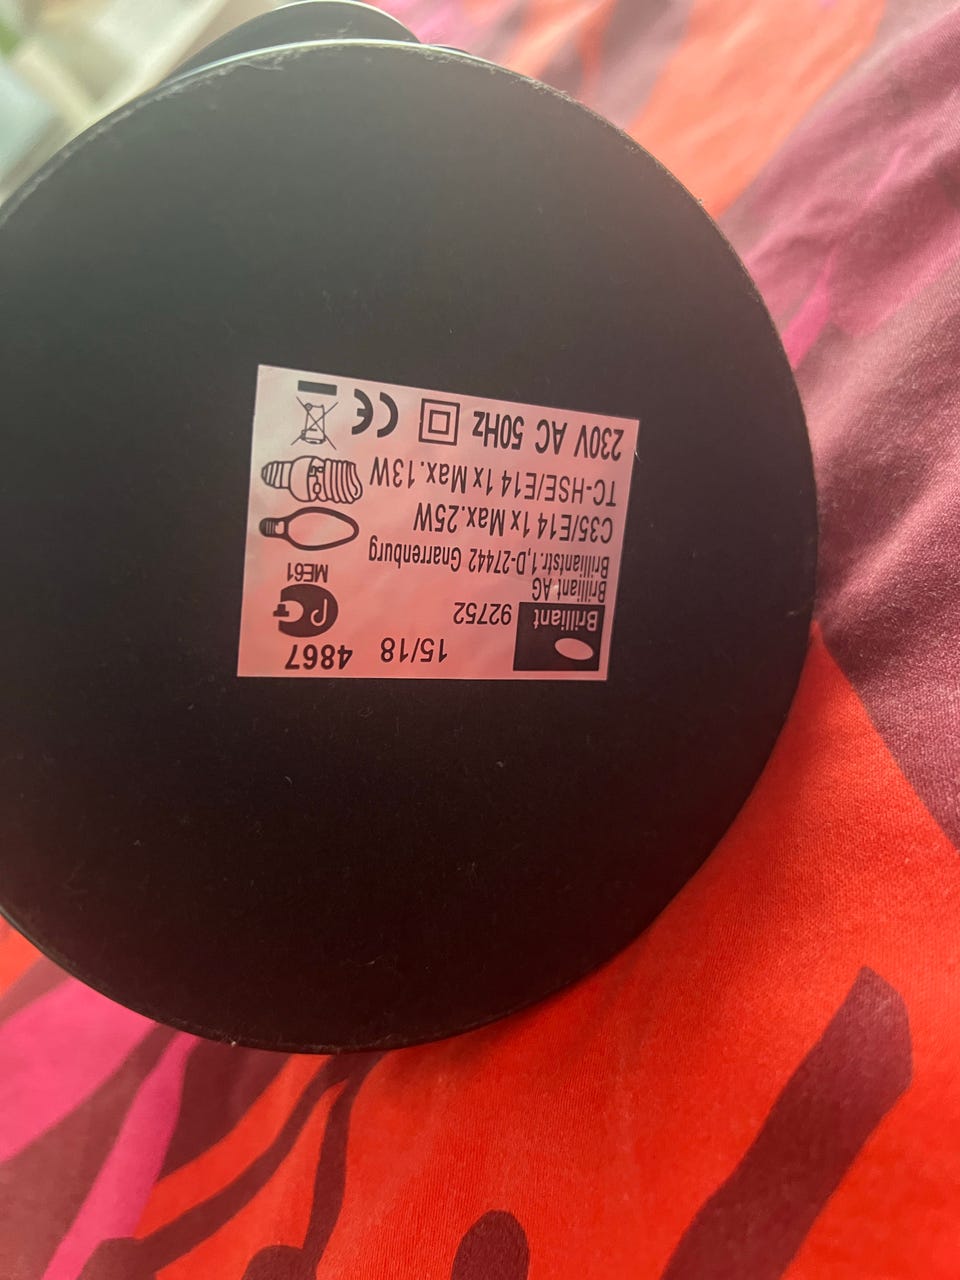 Brilliant
15/18
4867
92752
ME61
Brilliant AG
Brilliantstr.1,D-27442 Gnarrenburg
C35/E14 1x Max.25W
TC-HSE/E14 1x Max.13W
230V AC 50Hz
CE